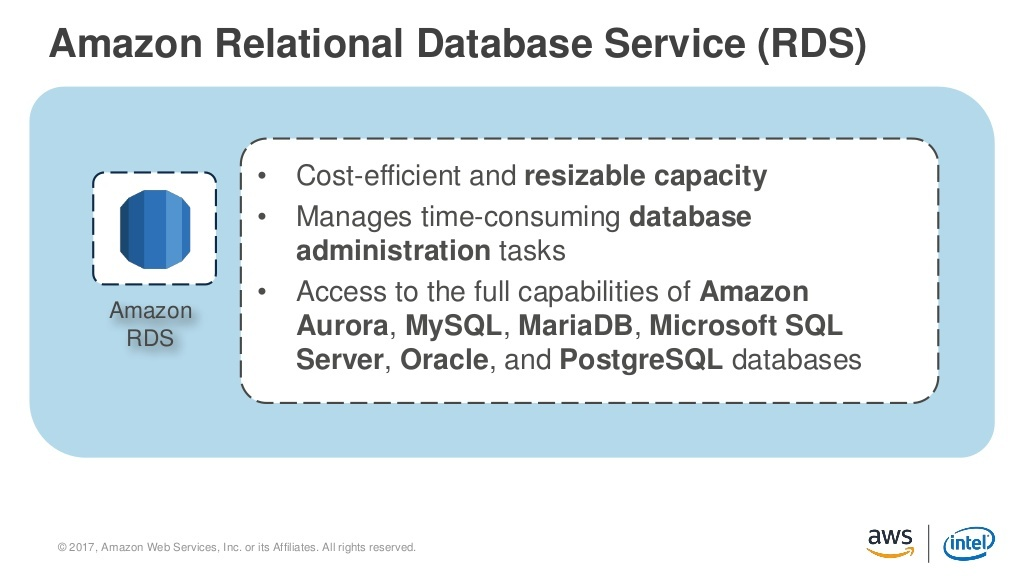 Amazon Relational Database Service (RDS)
• Cost-efficient and resizable capacity
• Manages time-consuming database
administration tasks
• Access to the full capabilities of Amazon
Aurora, MySQL, MariaDB, Microsoft SQL
Server, Oracle, and PostgreSQL databases
Amazon
RDS
© 2017, Amazon Web Services, Inc. or its Affiliates. All rights reserved.
aws
intel